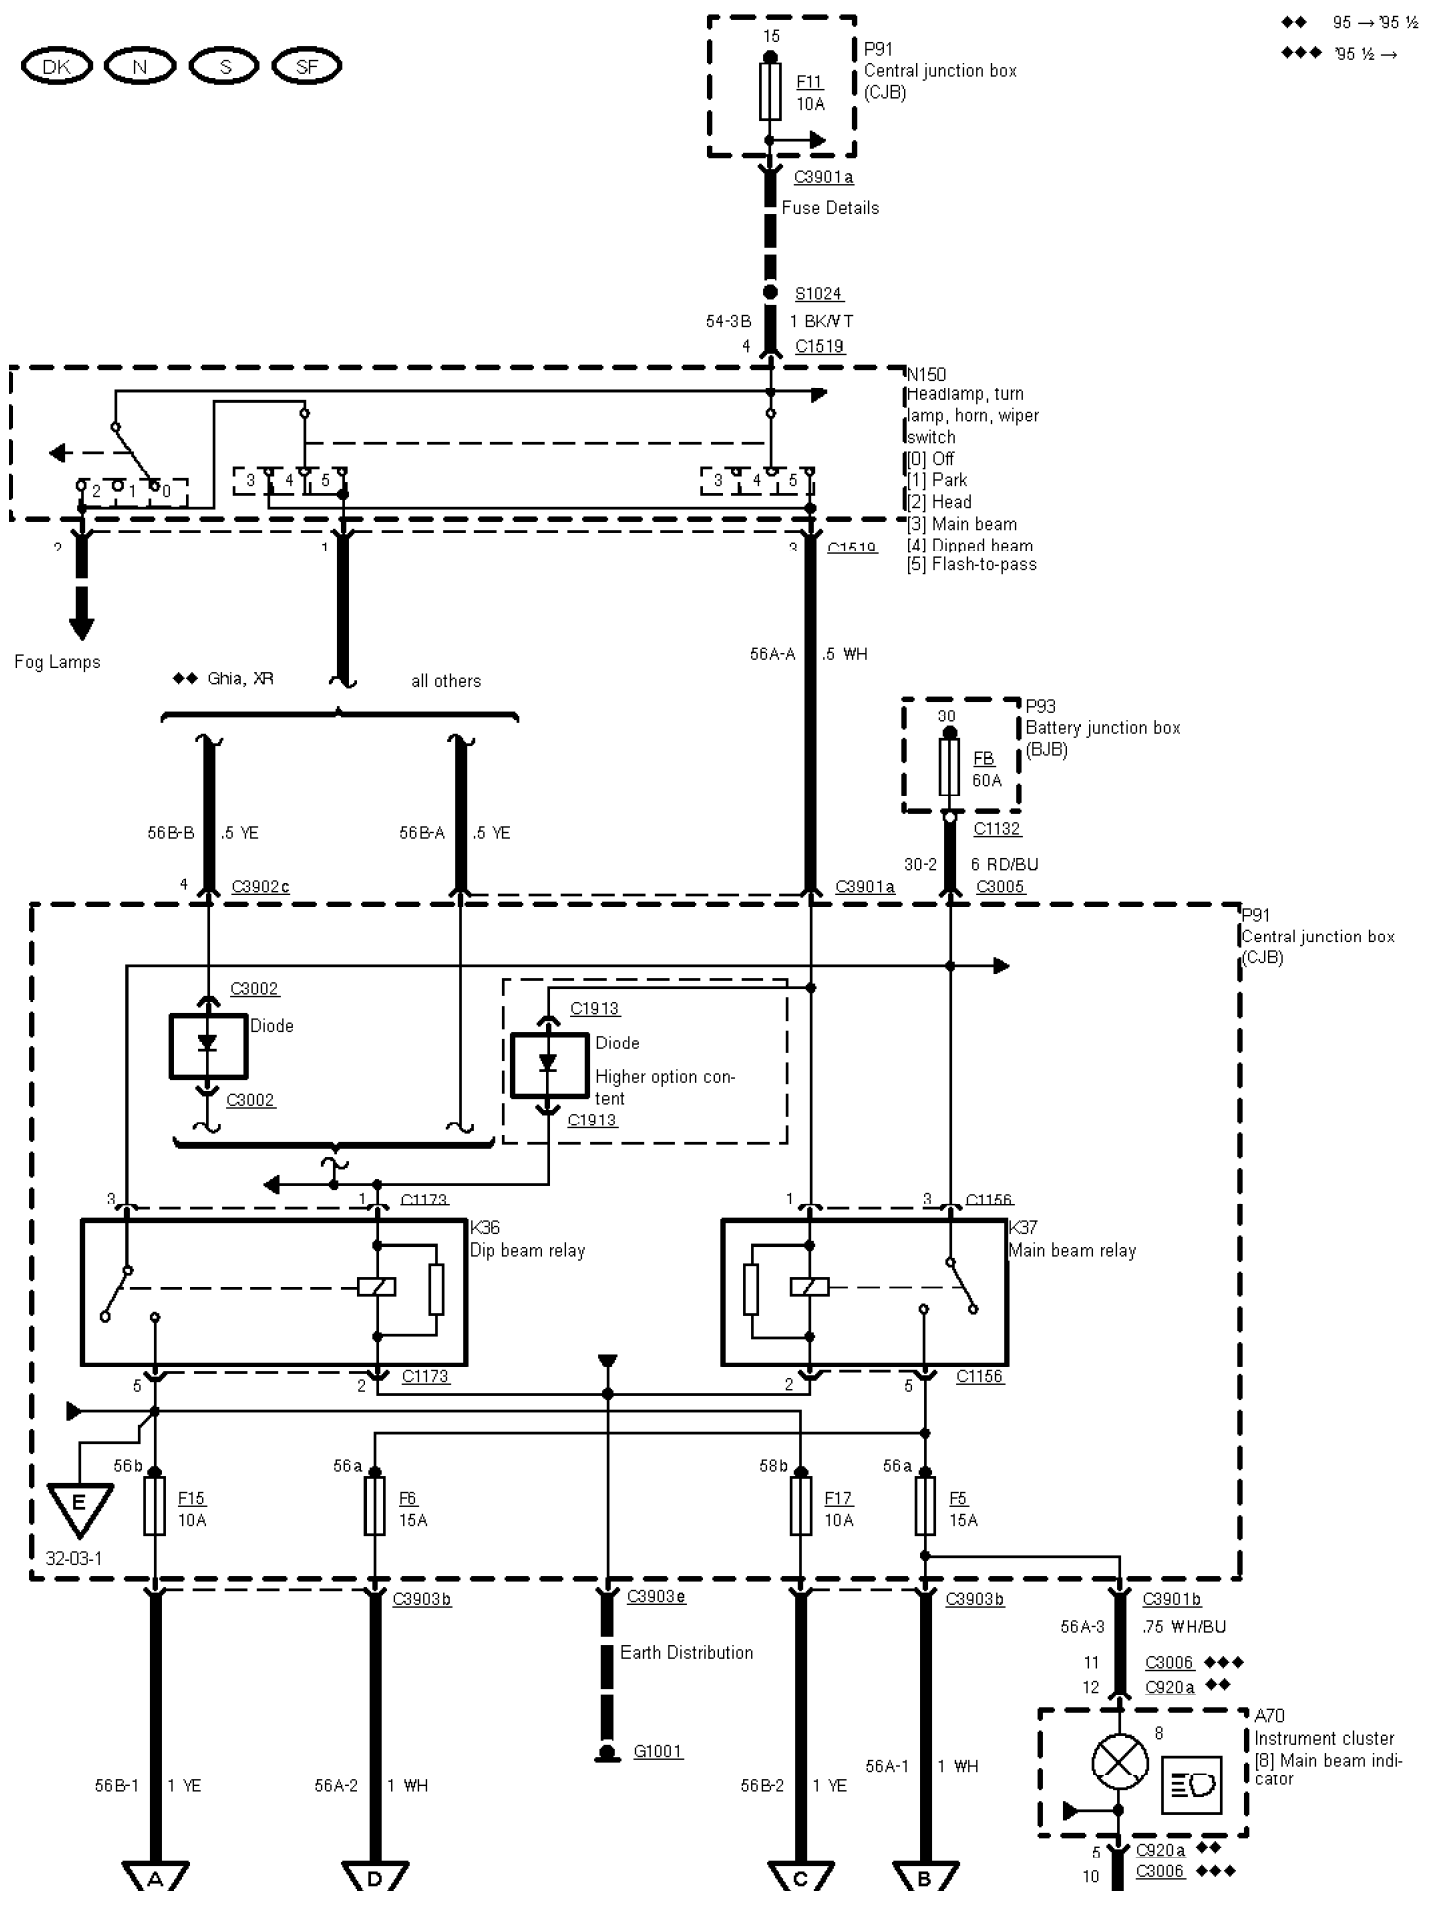 ◆◆ 95 → '95 ½
◆◆◆ '95 ½ →
DK N S SF
15
F11
10A
P91
Central junction box
(CJB)
C3901a
Fuse Details
S1024
54-3B 1 BK/VT
4 C1519
N150
Headlamp, turn
lamp, horn, wiper
switch
[0] Off
[1] Park
[2] Head
[3] Main beam
[4] Dipped beam
[5] Flash-to-pass
2 1 0
3 4 5
3 4 5
2 1 3 C1519
Fog Lamps
56A-A .5 WH
◆◆ Ghia, XR all others
30
FB
60A
P93
Battery junction box
(BJB)
C1132
56B-B .5 YE
56B-A .5 YE
30-2 6 RD/BU
4 C3902c
C3901a
C3005
P91
Central junction box
(CJB)
C3002
Diode
C3002
C1913
Diode
Higher option con-
tent
C1913
3 1 C1173
1 3 C1156
K36
Dip beam relay
K37
Main beam relay
5 2 C1173
2 5 C1156
56b
F15
10A
56a
F6
15A
58b
F17
10A
56a
F5
15A
E
32-03-1
C3903b
C3903e
C3903b
C3901b
56A-3 .75 WH/BU
Earth Distribution
11 C3006 ◆◆◆
12 C920a ◆◆
A70
Instrument cluster
[8] Main beam indi-
cator
8
G1001
56B-1 1 YE
56A-2 1 WH
56B-2 1 YE
56A-1 1 WH
5 C920a ◆◆
10 C3006 ◆◆◆
A D C B